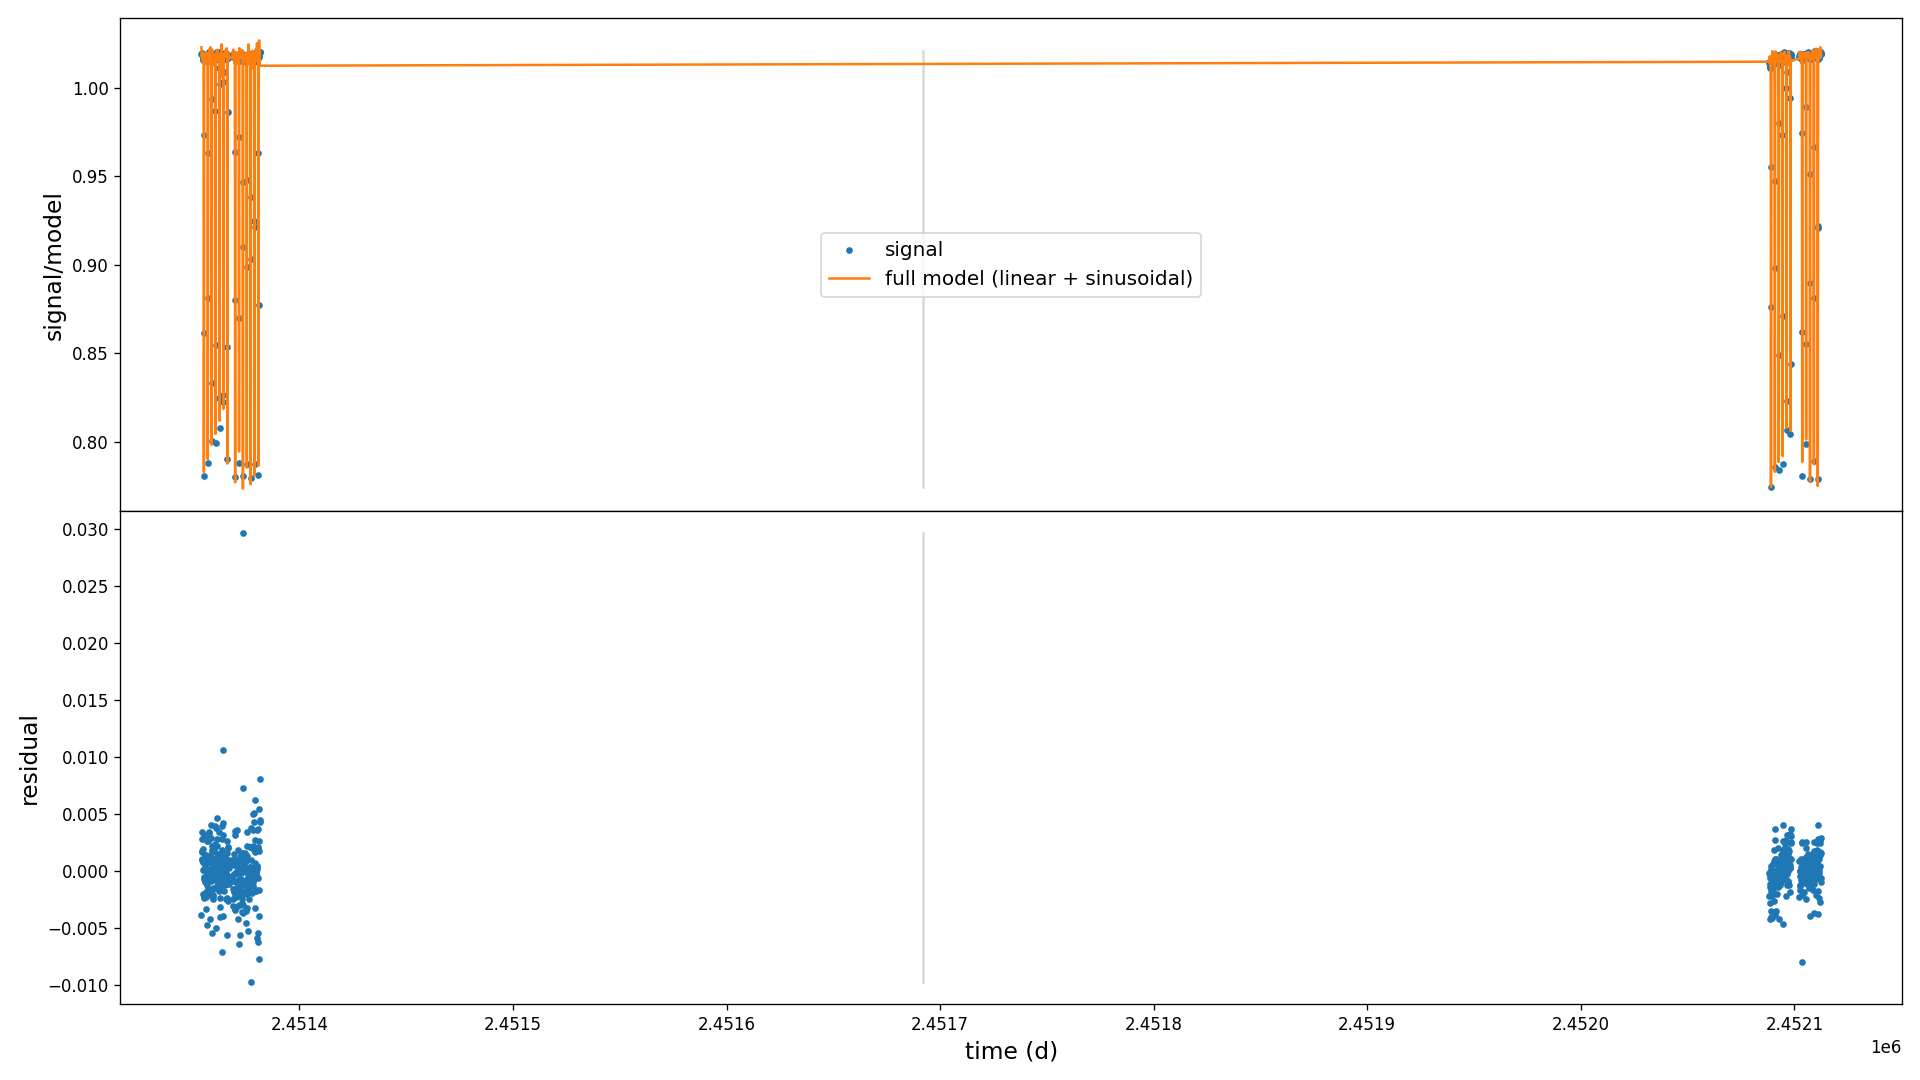 signal/model
1.00
0.95
0.90
0.85
0.80
signal
full model (linear + sinusoidal)
residual
0.030
0.025
0.020
0.015
0.010
0.005
0.000
−0.005
−0.010
2.4514 2.4515 2.4516 2.4517 2.4518 2.4519 2.4520 2.4521
1e6
time (d)